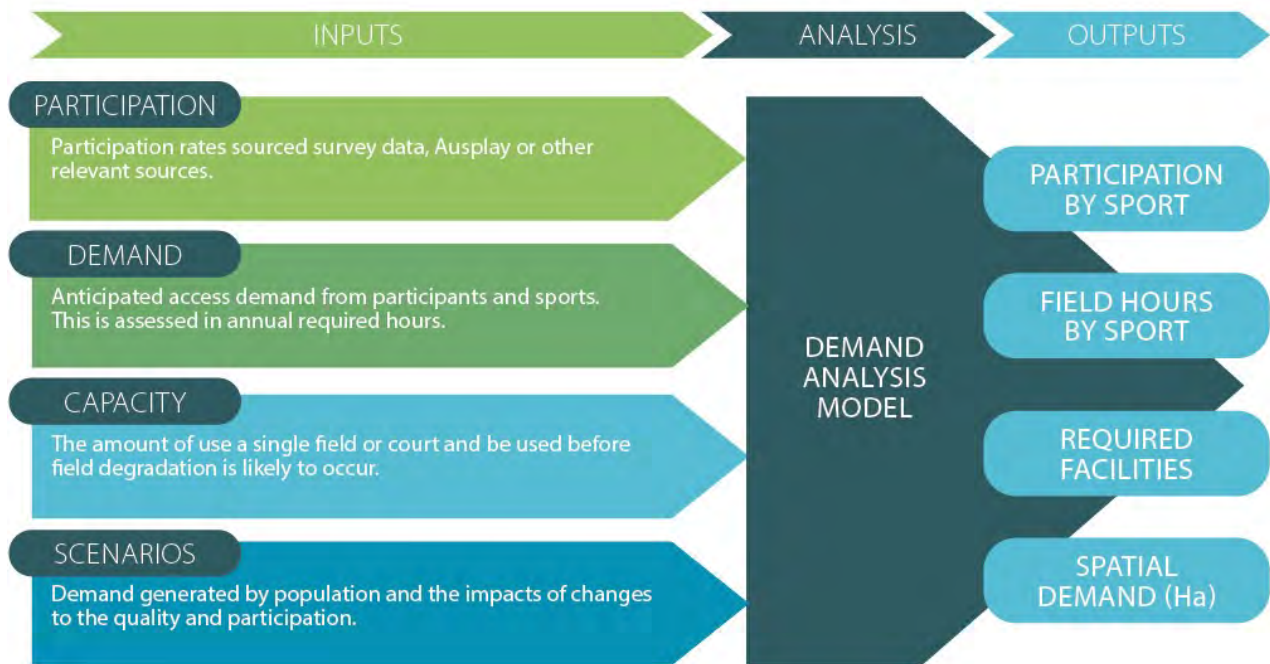 INPUTS
ANALYSIS
OUTPUTS
PARTICIPATION
Participation rates sourced survey data, Ausplay or other
relevant sources.
DEMAND
Anticipated access demand from participants and sports.
This is assessed in annual required hours.
CAPACITY
The amount of use a single field or court and be used before
field degradation is likely to occur.
SCENARIOS
Demand generated by population and the impacts of changes
to the quality and participation.
DEMAND
ANALYSIS
MODEL
PARTICIPATION
BY SPORT
FIELD HOURS
BY SPORT
REQUIRED
FACILITIES
SPATIAL
DEMAND (Ha)